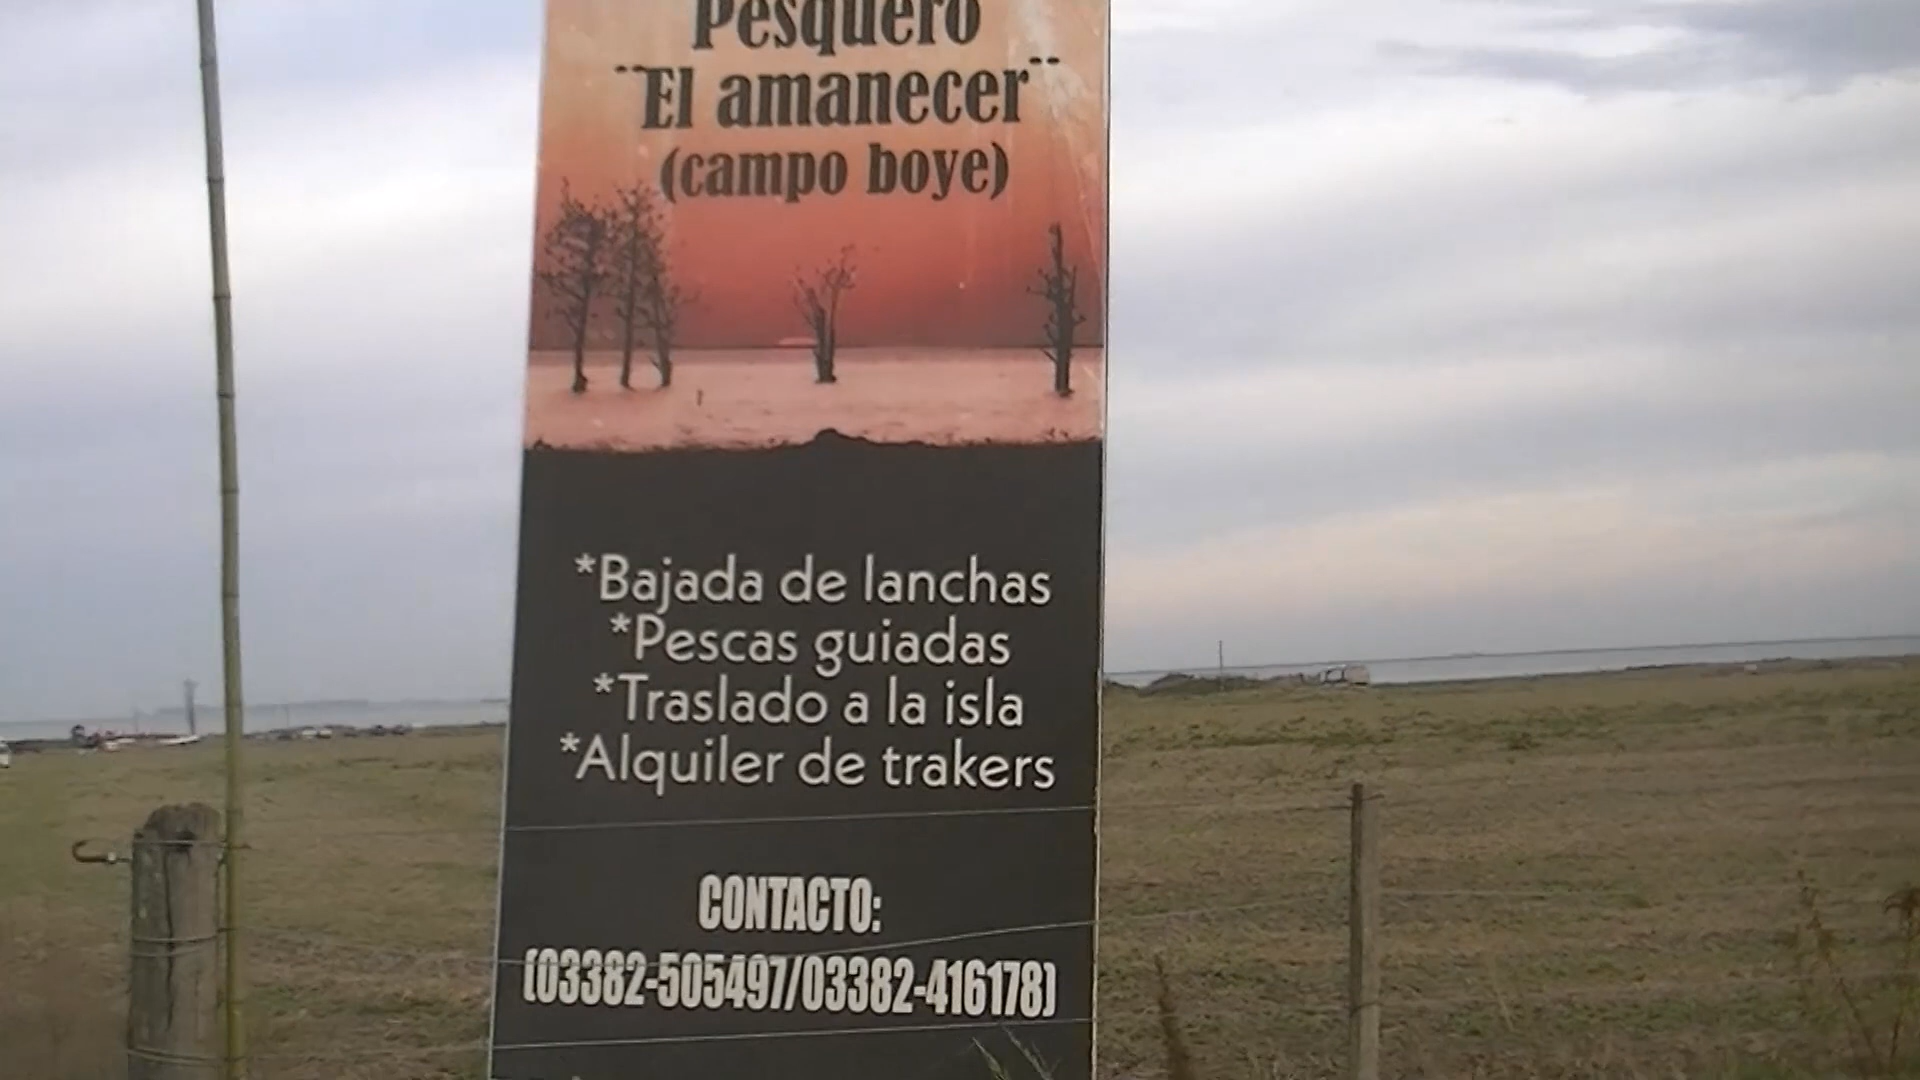 Pesquero
¨El amanecer¨
(campo boye)
*Bajada de lanchas
*Pescas guiadas
*Traslado a la isla
*Alquiler de trakers
CONTACTO:
(03382-505497/03382-416178)